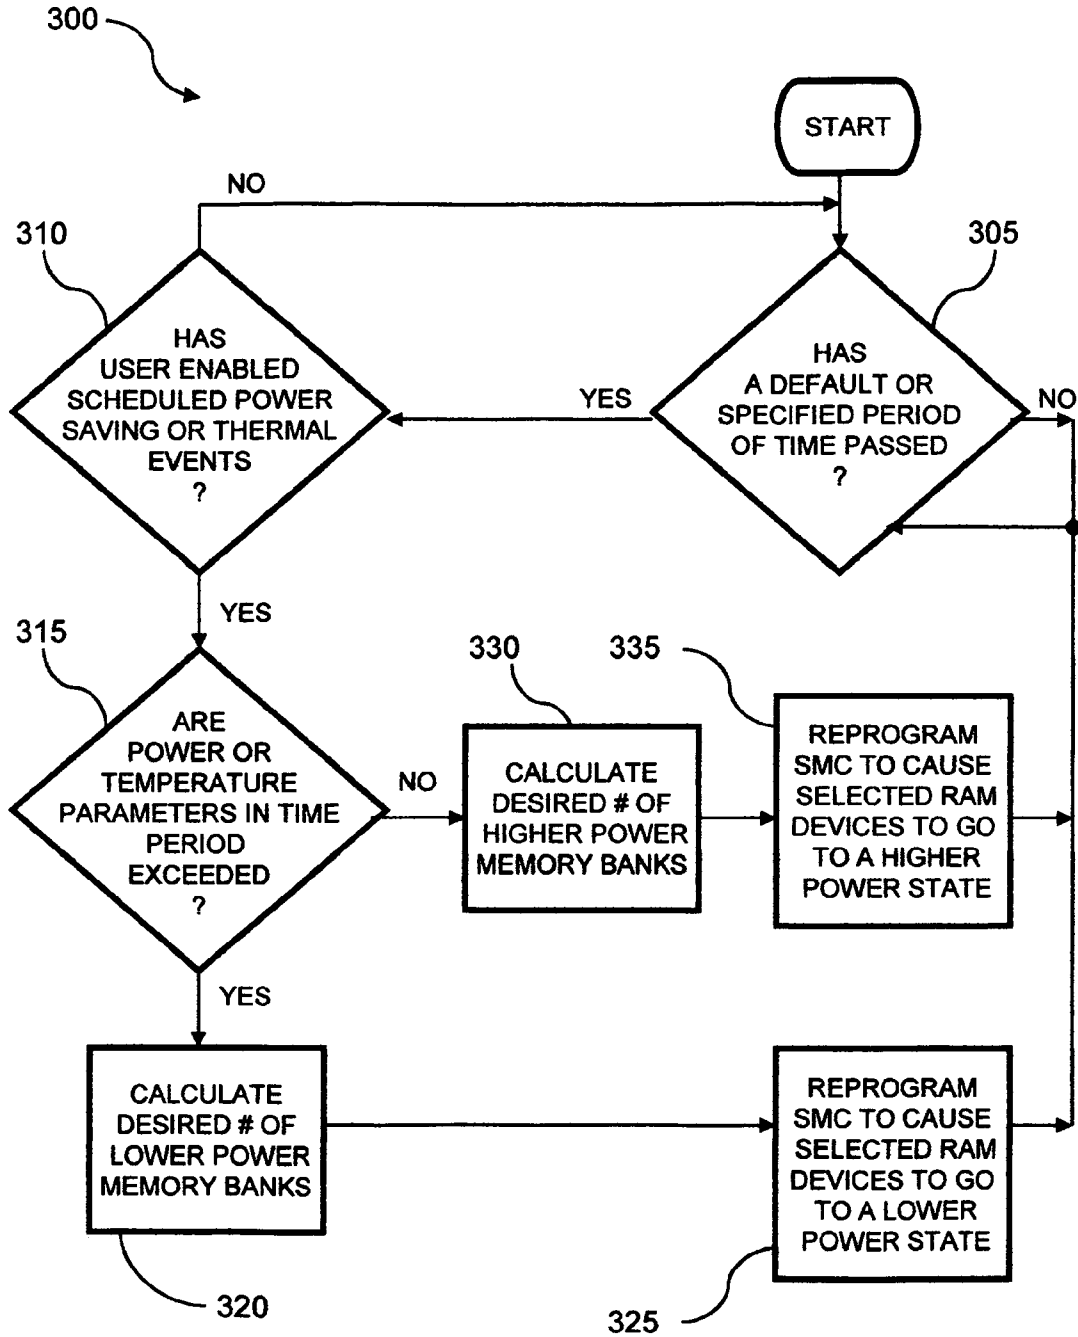 300
START
NO
310
305
HAS
USER ENABLED
SCHEDULED POWER
SAVING OR THERMAL
EVENTS
?
YES
HAS
A DEFAULT OR
SPECIFIED PERIOD
OF TIME PASSED
?
NO
YES
315
330
335
ARE
POWER OR
TEMPERATURE
PARAMETERS IN TIME
PERIOD
EXCEEDED
?
NO
CALCULATE
DESIRED # OF
HIGHER POWER
MEMORY BANKS
REPROGRAM
SMC TO CAUSE
SELECTED RAM
DEVICES TO GO
TO A HIGHER
POWER STATE
YES
CALCULATE
DESIRED # OF
LOWER POWER
MEMORY BANKS
REPROGRAM
SMC TO CAUSE
SELECTED RAM
DEVICES TO GO
TO A LOWER
POWER STATE
320
325